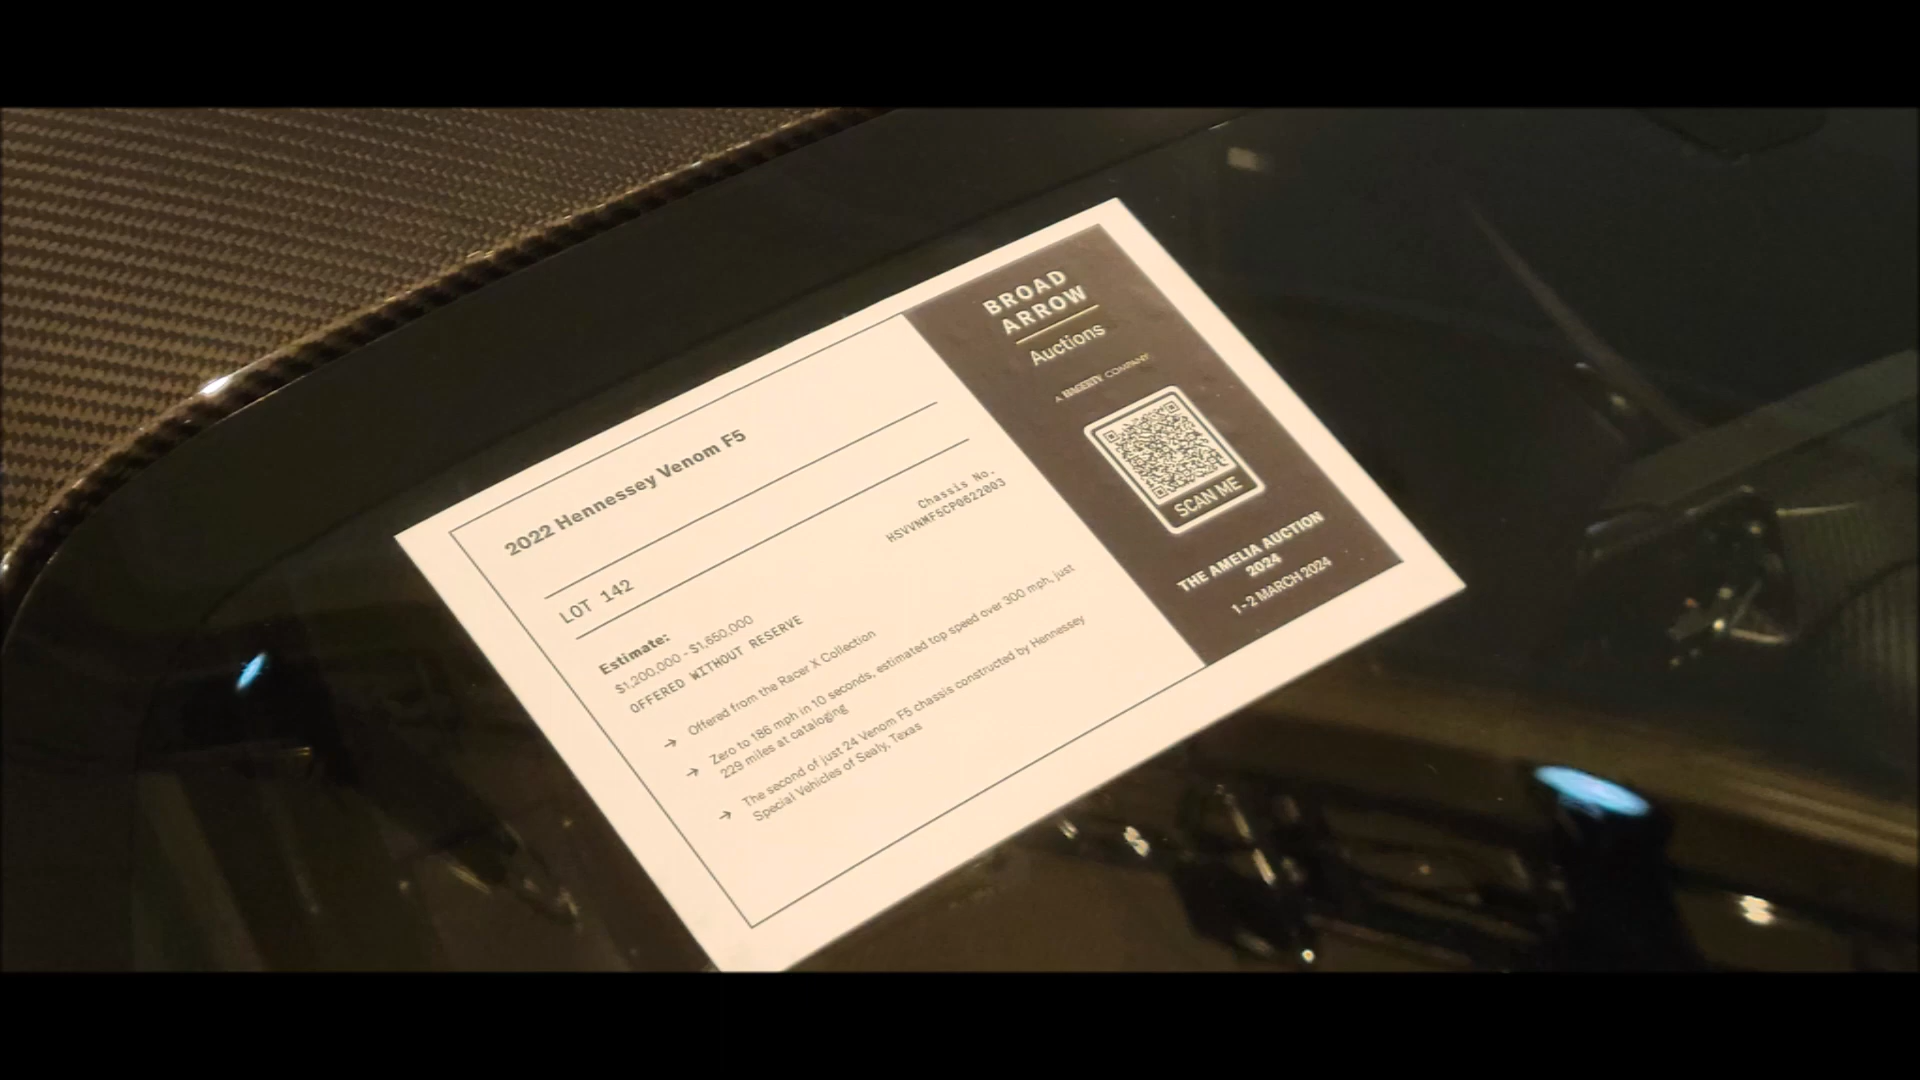 2022 Hennessey Venom F5
LOT 142
Chassis No.
HSVVNMF5CP0622003
Estimate:
$1,200,000 - $1,650,000
OFFERED WITHOUT RESERVE
→ Offered from the Racer X Collection
→ Zero to 186 mph in 10 seconds, estimated top speed over 300 mph, just
229 miles at cataloging
→ The second of just 24 Venom F5 chassis constructed by Hennessey
Special Vehicles of Sealy, Texas
BROAD
ARROW
Auctions
A HAGERTY COMPANY
SCAN ME
THE AMELIA AUCTION
2024
1-2 MARCH 2024